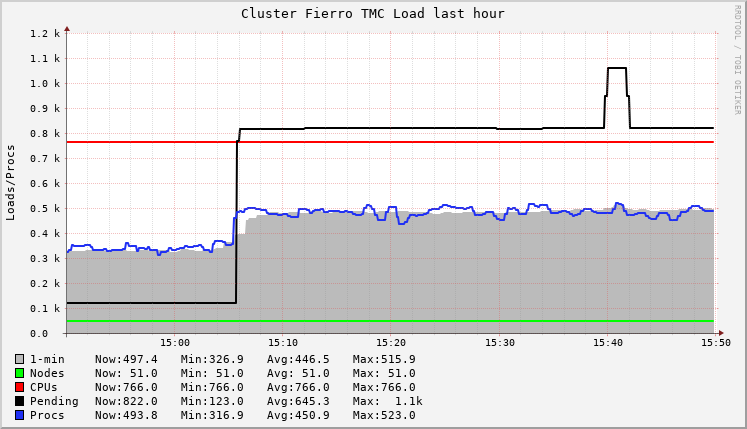 Cluster Fierro TMC Load last hour
RRDTOOL / TOBI OETIKER
Loads/Procs
1.2 k
1.1 k
1.0 k
0.9 k
0.8 k
0.7 k
0.6 k
0.5 k
0.4 k
0.3 k
0.2 k
0.1 k
0.0
15:00 15:10 15:20 15:30 15:40 15:50
1-min Now:497.4 Min:326.9 Avg:446.5 Max:515.9
Nodes Now: 51.0 Min: 51.0 Avg: 51.0 Max: 51.0
CPUs Now:766.0 Min:766.0 Avg:766.0 Max:766.0
Pending Now:822.0 Min:123.0 Avg:645.3 Max: 1.1k
Procs Now:493.8 Min:316.9 Avg:450.9 Max:523.0